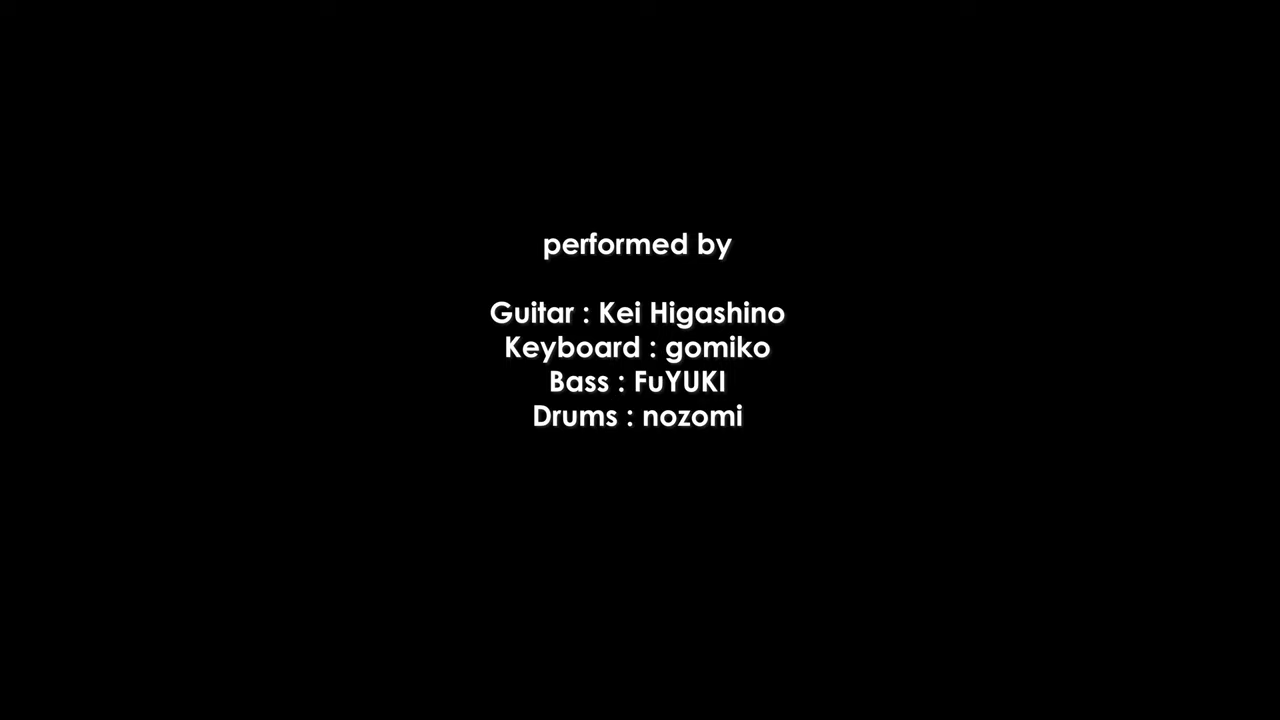 performed by
Guitar : Kei Higashino
Keyboard : gomiko
Bass : FuYUKI
Drums : nozomi